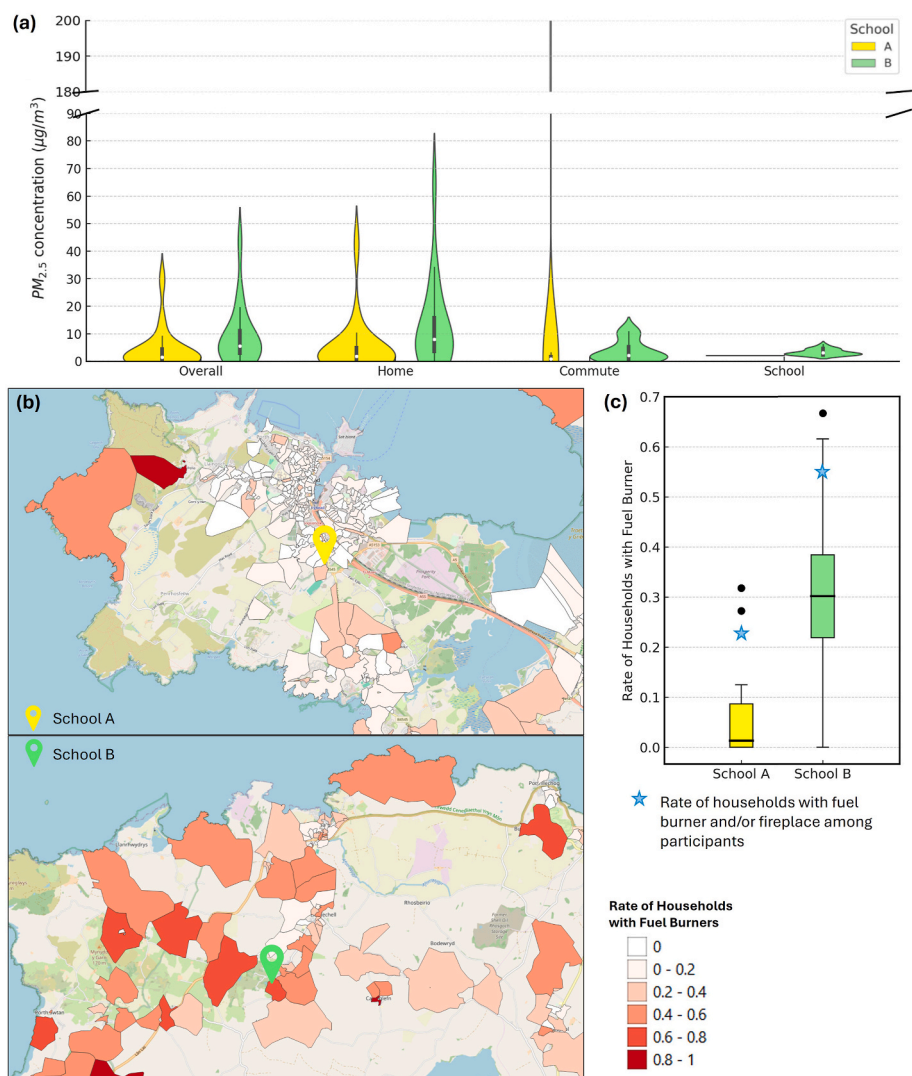 (a)
200
190
180
90
80
70
60
50
40
30
20
10
0
PM2.5 concentration (μg/m³)
School
A
B
Overall
Home
Commute
School
(b)
School A
School B
Llanrhwydrys
Rhosbeirio
Bodewryd
(c)
0.7
0.6
0.5
0.4
0.3
0.2
0.1
0.0
Rate of Households with Fuel Burner
School A
School B
Rate of households with fuel
burner and/or fireplace among
participants
Rate of Households
with Fuel Burners
0
0 - 0.2
0.2 - 0.4
0.4 - 0.6
0.6 - 0.8
0.8 - 1